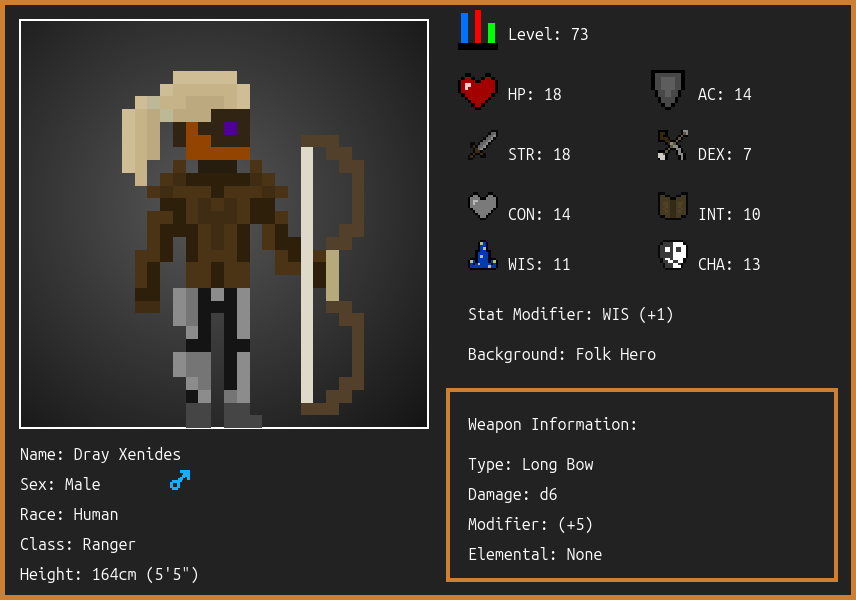 Level: 73
HP: 18
AC: 14
STR: 18
DEX: 7
CON: 14
INT: 10
WIS: 11
CHA: 13
Stat Modifier: WIS (+1)
Background: Folk Hero
Weapon Information:
Type: Long Bow
Damage: d6
Modifier: (+5)
Elemental: None
Name: Dray Xenides
Sex: Male
Race: Human
Class: Ranger
Height: 164cm (5'5")